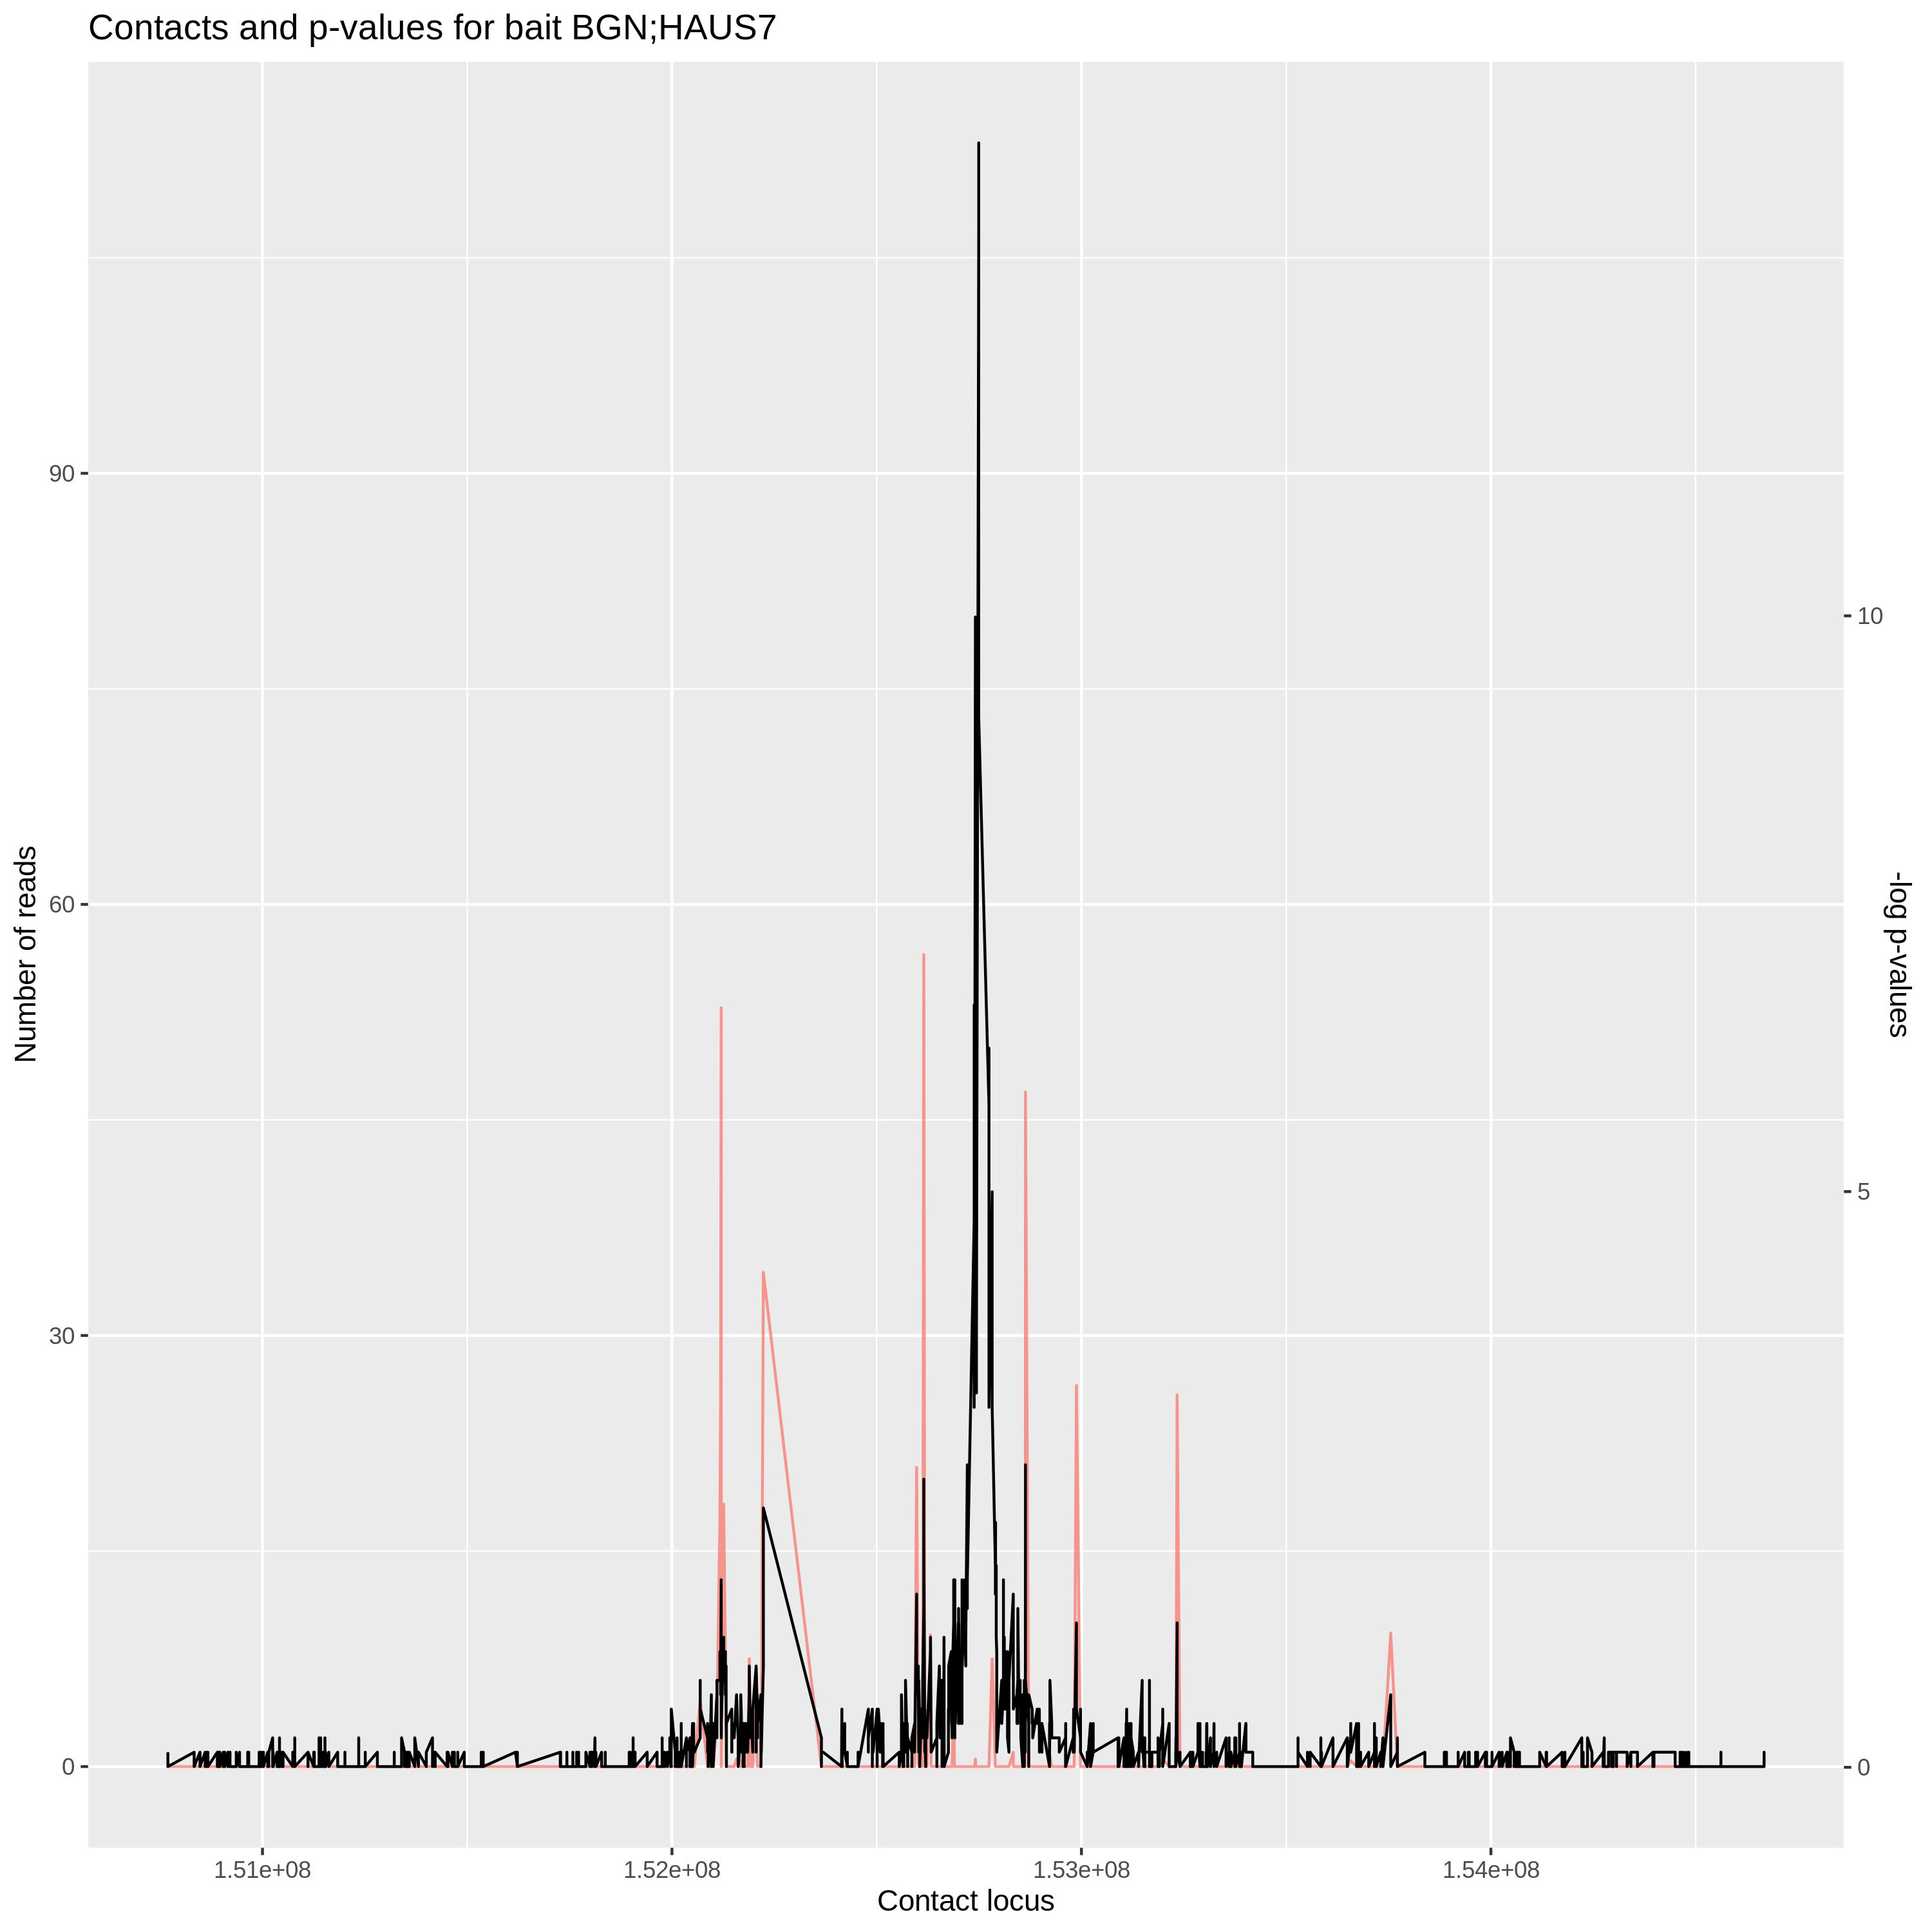 Contacts and p-values for bait BGN;HAUS7
Number of reads
90
60
30
0
10
5
0
-log p-values
1.51e+08
1.52e+08
1.53e+08
1.54e+08
Contact locus